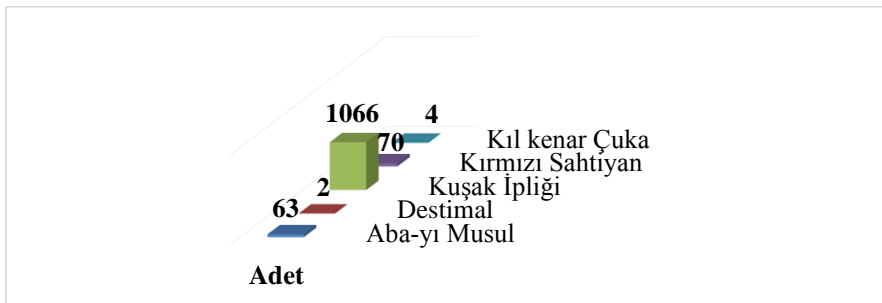 1066
4
70
Kıl kenar Çuka
Kırmızı Sahtiyan
Kuşak İpliği
2
Destimal
63
Aba-yı Musul
Adet